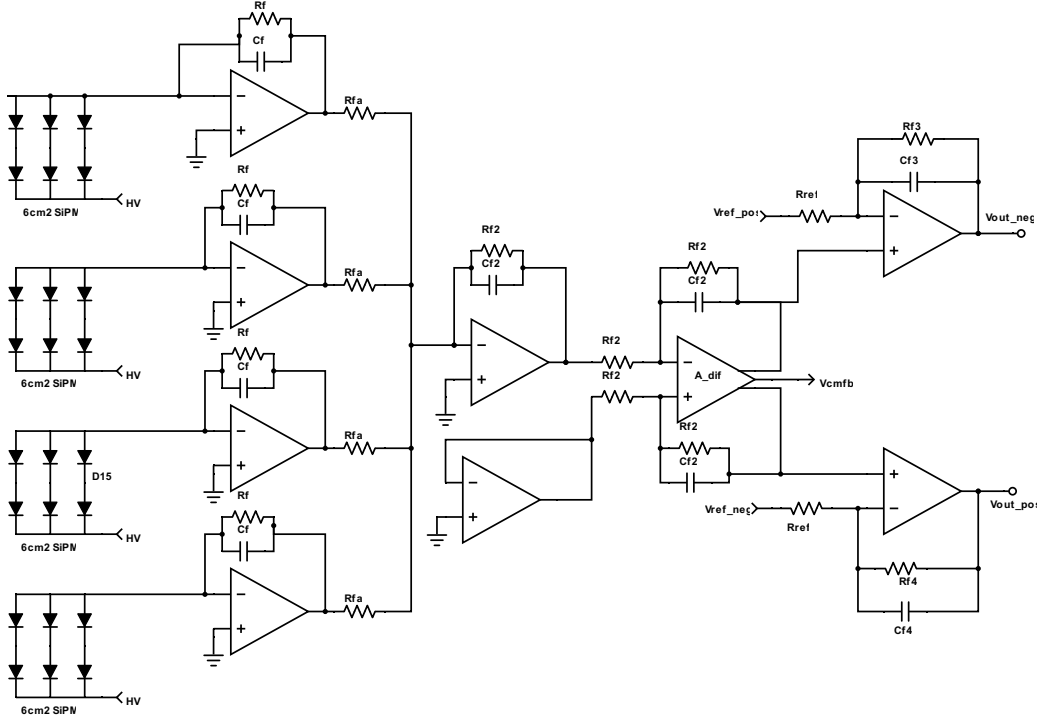 Rf
Cf
Rfa
6cm2 SiPM
HV
Rf
Cf
Rfa
6cm2 SiPM
HV
Rf
Cf
Rfa
D15
6cm2 SiPM
HV
Rf
Cf
Rfa
6cm2 SiPM
HV
Rf2
Cf2
Rf2
Rf2
Rf2
Cf2
A_dif
Vcmfb
Rf2
Cf2
Rf3
Cf3
Vref_pos
Rref
Vout_neg
Vref_neg
Rref
Vout_pos
Rf4
Cf4